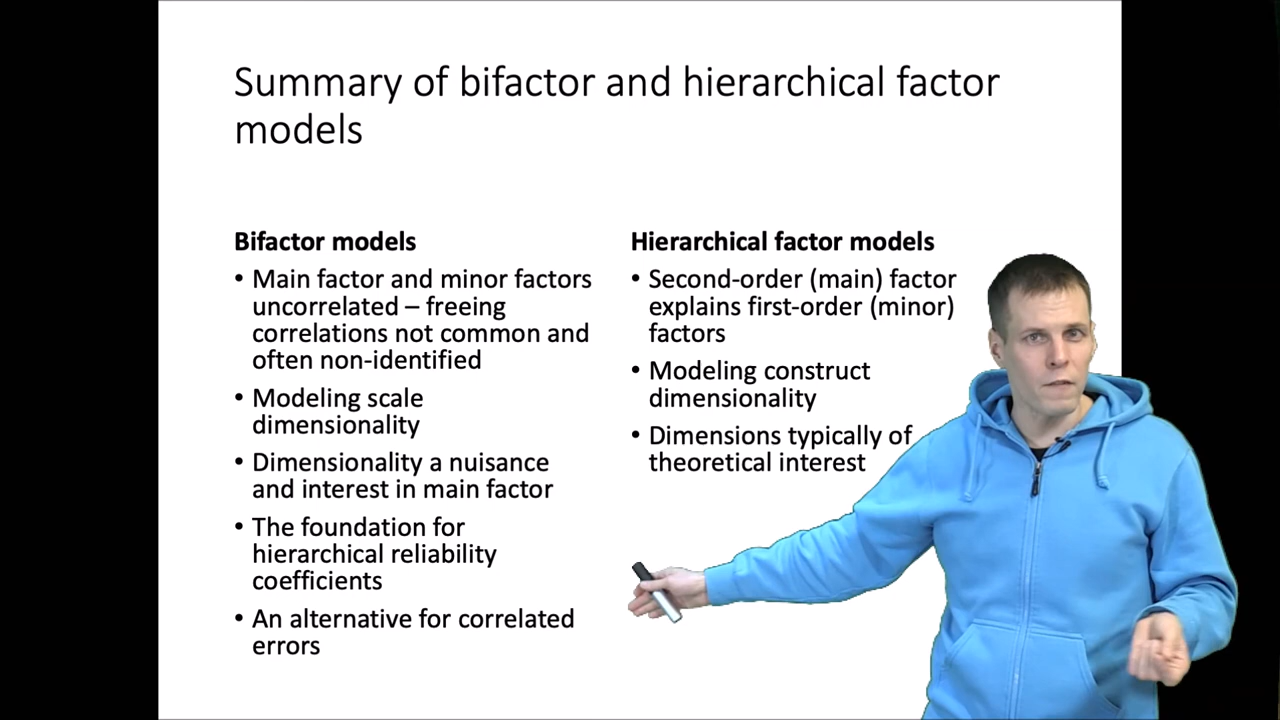 Summary of bifactor and hierarchical factor
models
Bifactor models
• Main factor and minor factors
uncorrelated – freeing
correlations not common and
often non-identified
• Modeling scale
dimensionality
• Dimensionality a nuisance
and interest in main factor
• The foundation for
hierarchical reliability
coefficients
• An alternative for correlated
errors
Hierarchical factor models
• Second-order (main) factor
explains first-order (minor)
factors
• Modeling construct
dimensionality
• Dimensions typically of
theoretical interest